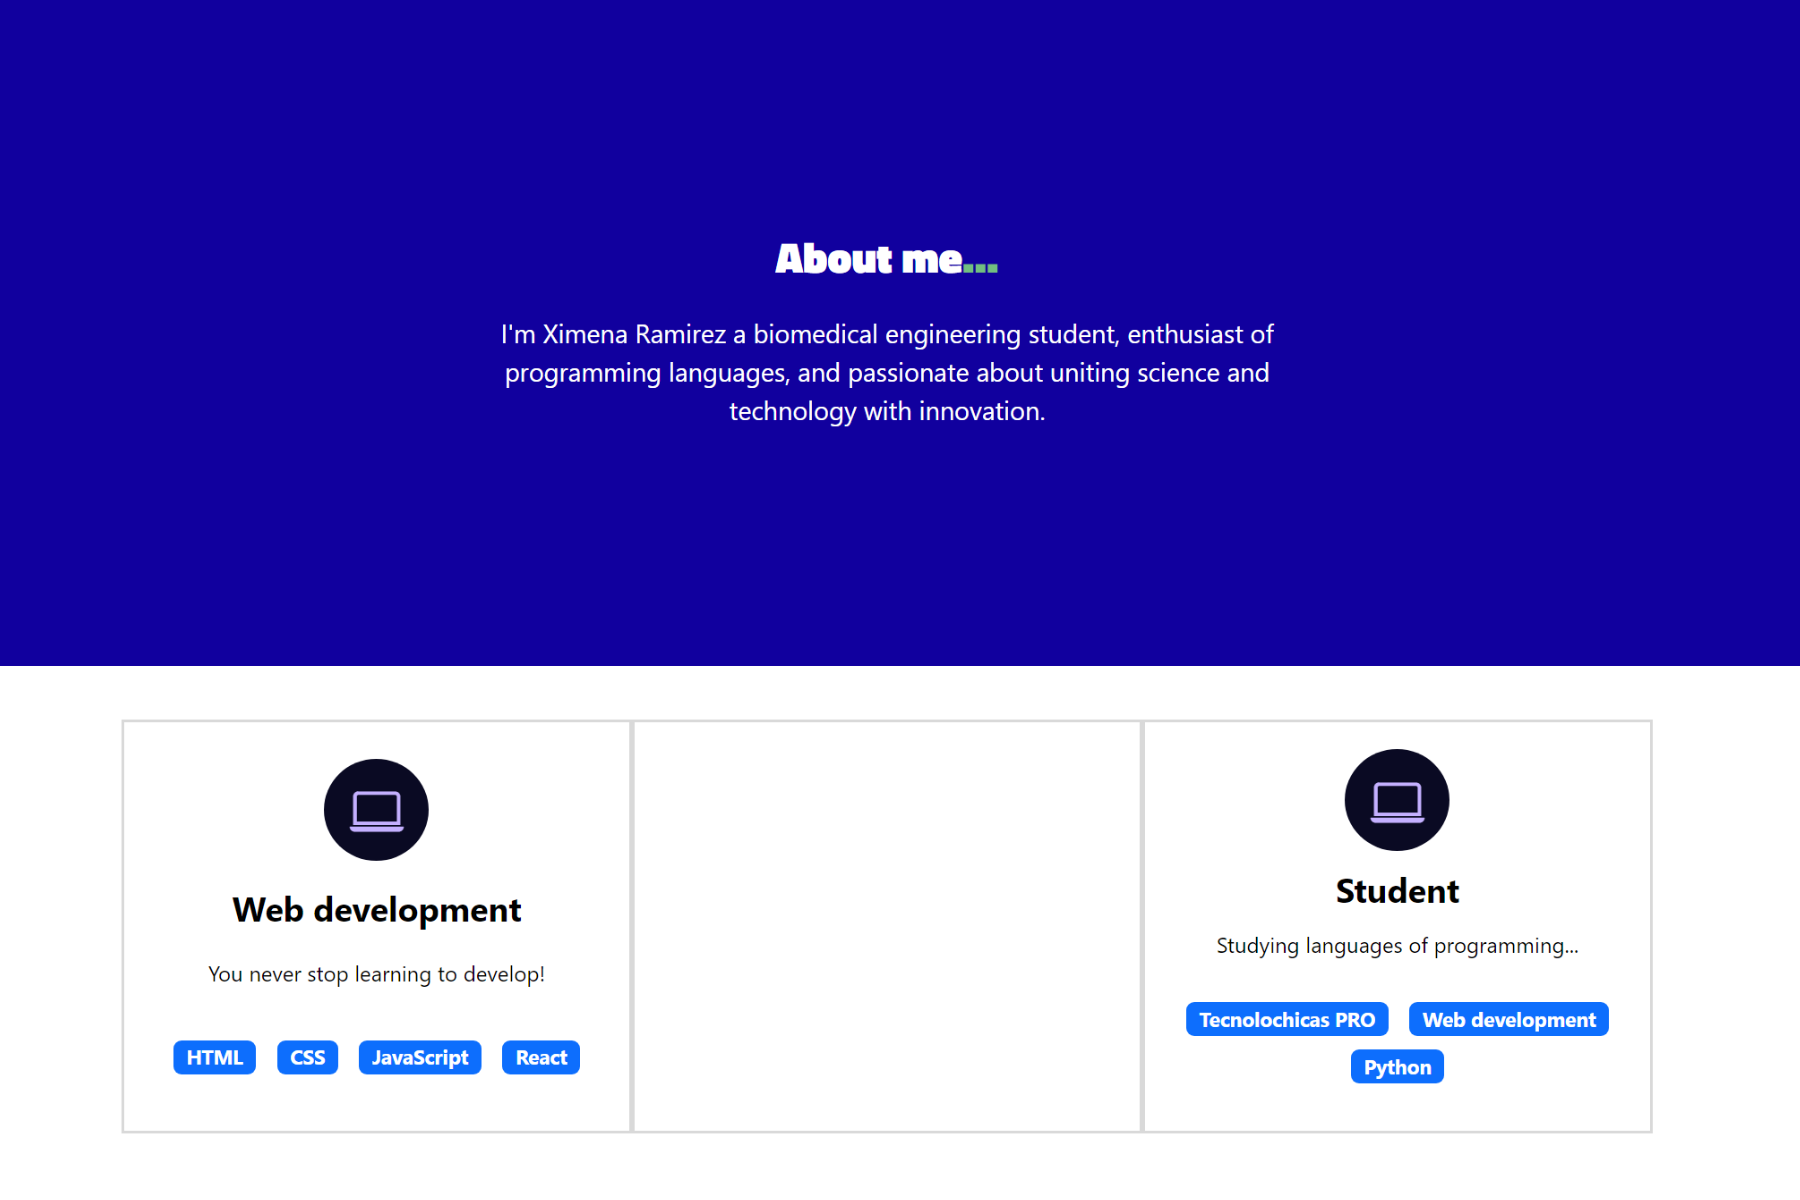 About me...
I'm Ximena Ramirez a biomedical engineering student, enthusiast of
programming languages, and passionate about uniting science and
technology with innovation.
Web development
You never stop learning to develop!
HTML CSS JavaScript React
Student
Studying languages of programming...
Tecnolochicas PRO Web development
Python